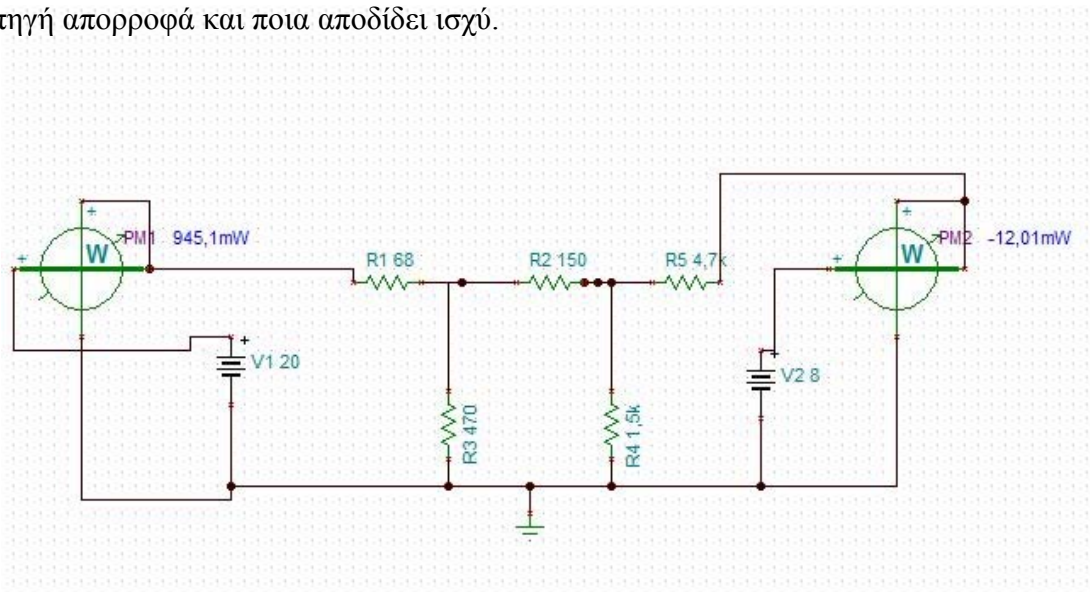 απορροφά και ποια αποδίδει ισχύ.
+
W
+
PM1 945,1mW
R1 68
R2 150
R5 4,7k
+
W
+
PM2 -12,01mW
+
V1 20
+
V2 8
R3 470
R4 1,5k